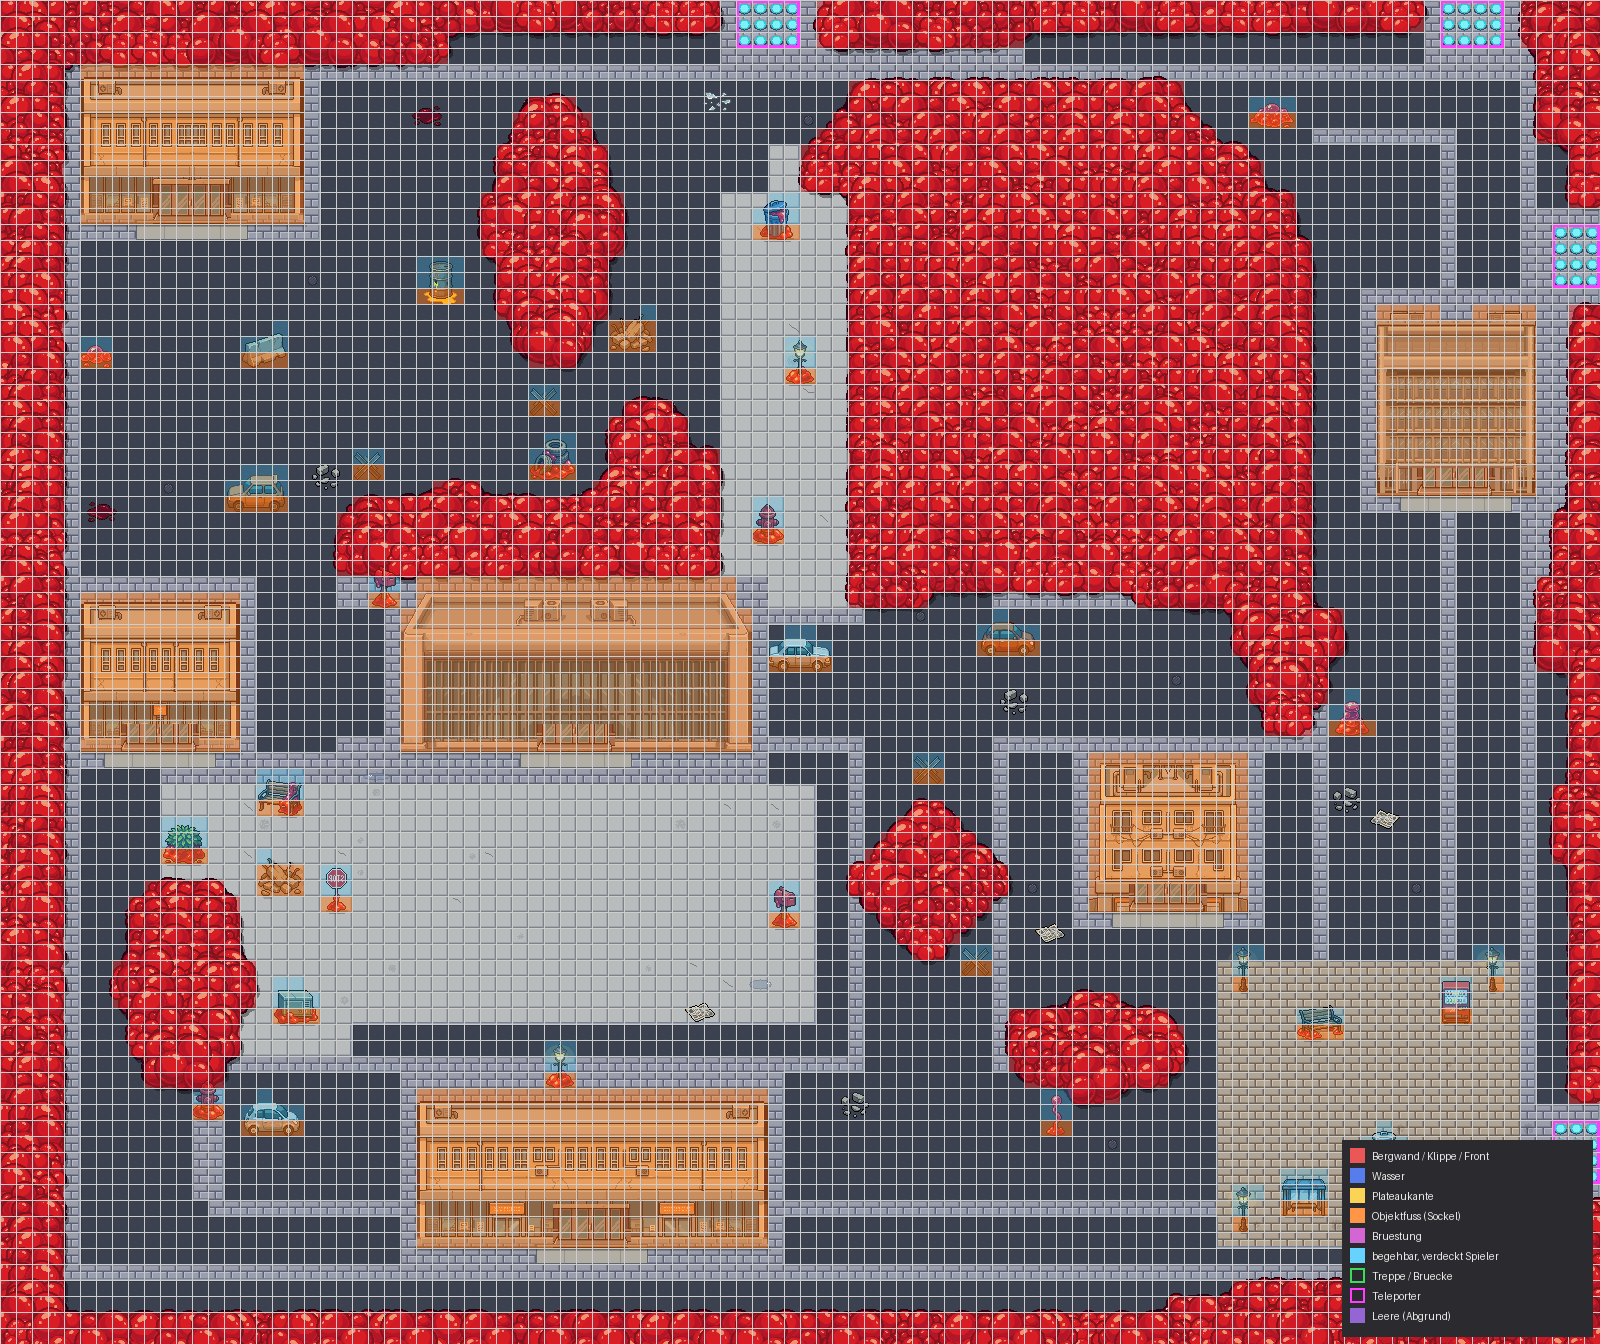 Bergwand / Klippe / Front
Wasser
Plateaukante
Objektfuss (Sockel)
Bruestung
begehbar, verdeckt Spieler
Treppe / Bruecke
Teleporter
Leere (Abgrund)